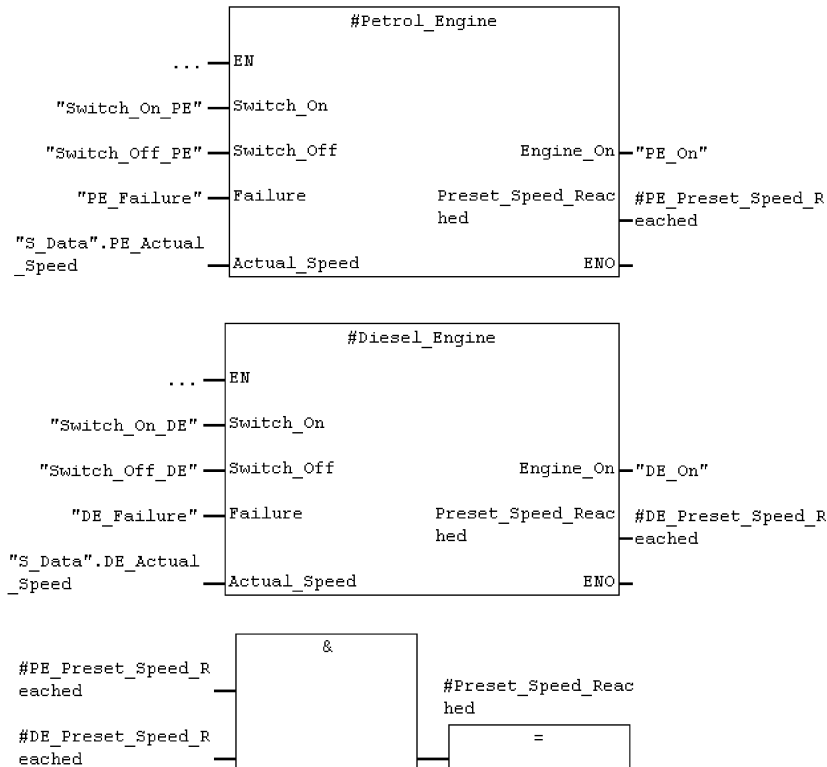 #Petrol_Engine
... EN
"Switch_On_PE" Switch_On
"Switch_Off_PE" Switch_Off Engine_On "PE_On"
"PE_Failure" Failure Preset_Speed_Reac #PE_Preset_Speed_R
hed eached
"S_Data".PE_Actual
_Speed Actual_Speed ENO
#Diesel_Engine
... EN
"Switch_On_DE" Switch_On
"Switch_Off_DE" Switch_Off Engine_On "DE_On"
"DE_Failure" Failure Preset_Speed_Reac #DE_Preset_Speed_R
hed eached
"S_Data".DE_Actual
_Speed Actual_Speed ENO
&
#PE_Preset_Speed_R
eached
#Preset_Speed_Reac
hed
#DE_Preset_Speed_R
eached
=